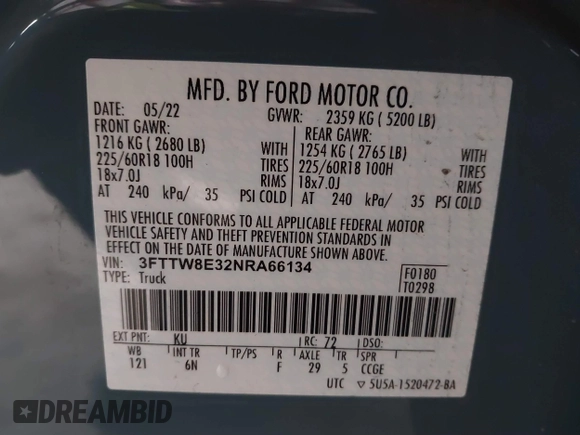 MFD. BY FORD MOTOR CO.
DATE: 05/22 GVWR: 2359 KG ( 5200 LB)
FRONT GAWR: REAR GAWR:
1216 KG ( 2680 LB) WITH 1254 KG ( 2765 LB) WITH
225/60R18 100H TIRES 225/60R18 100H TIRES
18x7.0J RIMS 18x7.0J RIMS
AT 240 kPa/ 35 PSI COLD AT 240 kPa/ 35 PSI COLD
THIS VEHICLE CONFORMS TO ALL APPLICABLE FEDERAL MOTOR
VEHICLE SAFETY AND THEFT PREVENTION STANDARDS IN
EFFECT ON THE DATE OF MANUFACTURE SHOWN ABOVE.
VIN: 3FTTW8E32NRA66134 F0180
TYPE: Truck T0298
EXT PNT: KU RC: 72 DSO:
WB INT TR TP/PS R AXLE TR SPR
121 6N F 29 5 CCGE
UTC ▽ 5U5A-1520472-BA
DREAMBID